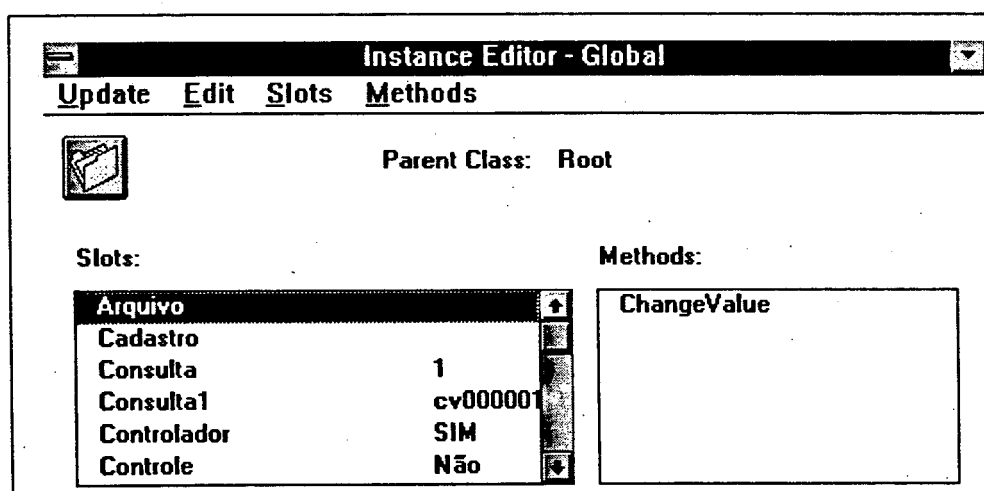 Instance Editor - Global
Update Edit Slots Methods
Parent Class: Root
Slots:
Methods:
Arquivo
Cadastro
Consulta 1
Consulta1 cv000001
Controlador SIM
Controle Não
ChangeValue